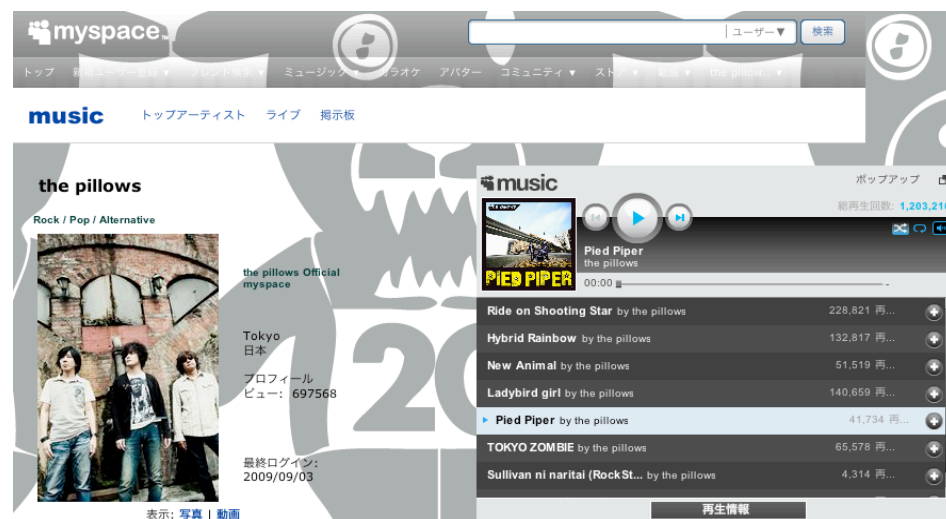 myspace
ユーザー▼
検索
トップ
ミュージック
カラオケ
アバター
コミュニティ ▼
ストア ▼
the pillow... ▼
music
トップアーティスト
ライブ
掲示板
the pillows
Rock / Pop / Alternative
the pillows Official
myspace
Tokyo
日本
プロフィール
ビュー: 697568
最終ログイン:
2009/09/03
表示: 写真 | 動画
music
ポップアップ
総再生回数: 1,203,21
PIED PIPER
Pied Piper
the pillows
00:00
Ride on Shooting Star by the pillows 228,821 再...
Hybrid Rainbow by the pillows 132,817 再...
New Animal by the pillows 51,519 再...
Ladybird girl by the pillows 140,659 再...
Pied Piper by the pillows 41,734 再...
TOKYO ZOMBIE by the pillows 65,578 再...
Sullivan ni naritai (RockSt... by the pillows 4,314 再...
再生情報
20